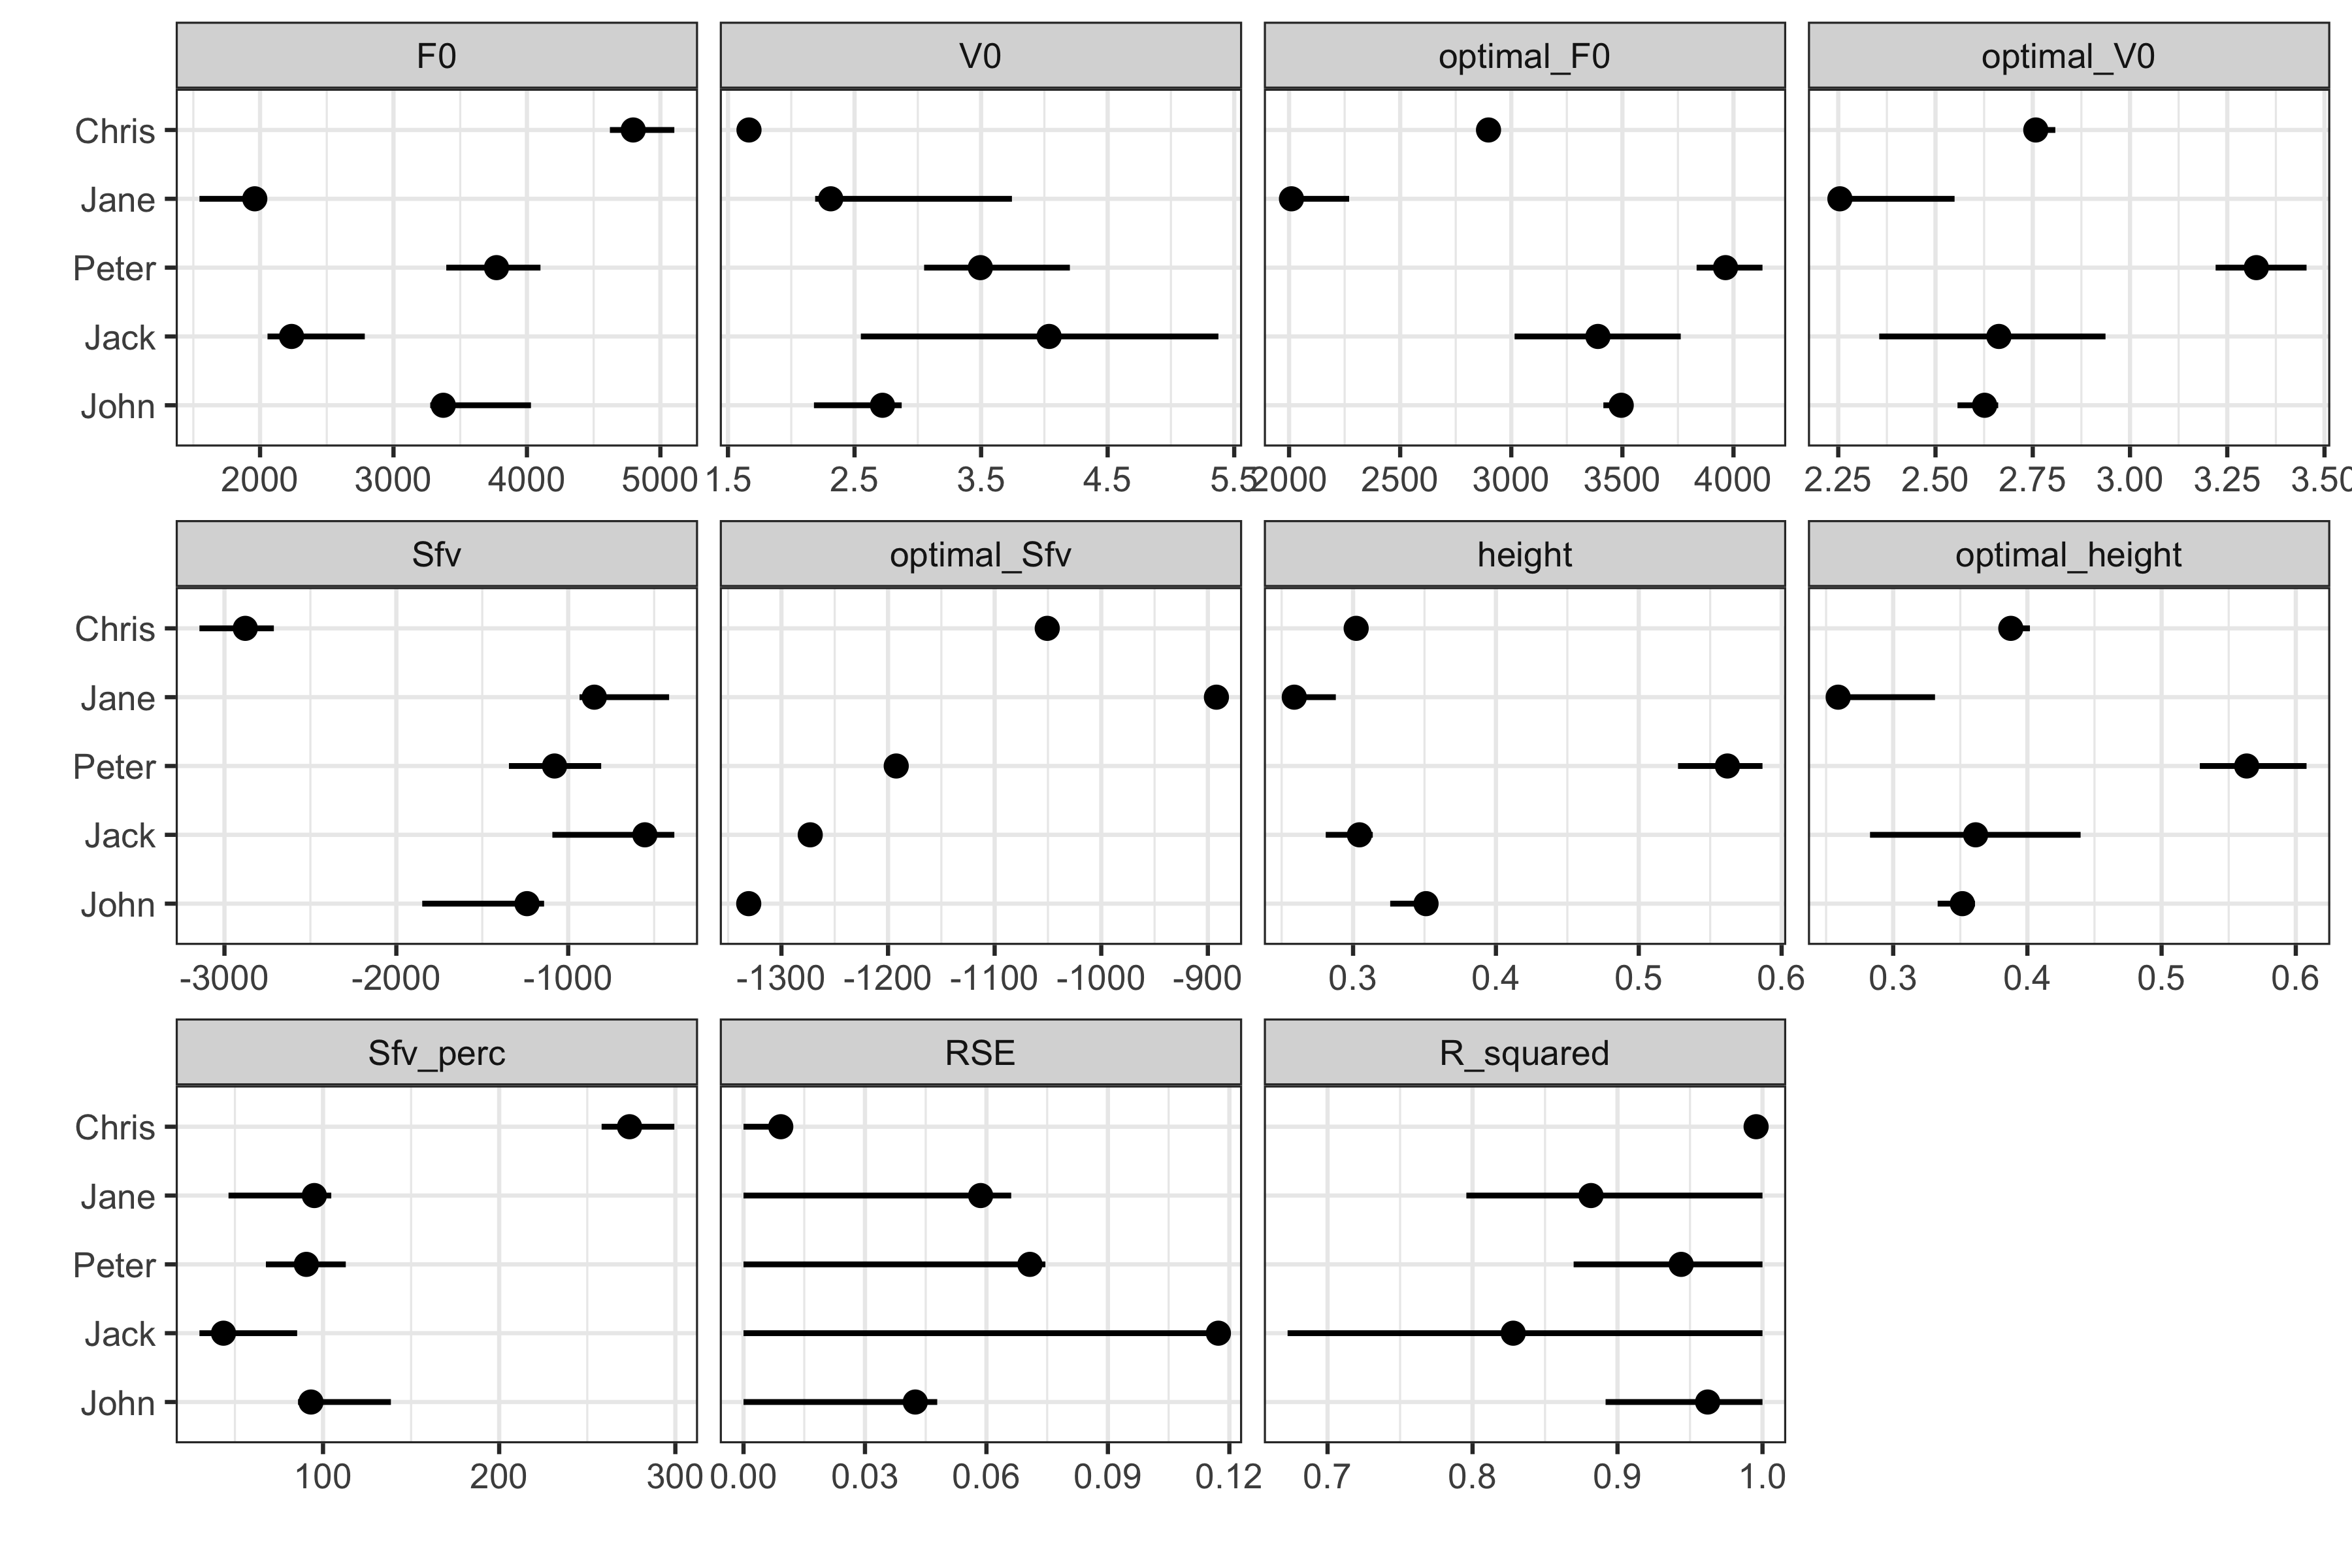 F0 V0 optimal_F0 optimal_V0
Chris
Jane
Peter
Jack
John
2000 3000 4000 5000 1.5 2.5 3.5 4.5 5.5 2000 2500 3000 3500 4000 2.25 2.50 2.75 3.00 3.25 3.50
Sfv optimal_Sfv height optimal_height
Chris
Jane
Peter
Jack
John
-3000 -2000 -1000 -1300 -1200 -1100 -1000 -900 0.3 0.4 0.5 0.6 0.3 0.4 0.5 0.6
Sfv_perc RSE R_squared
Chris
Jane
Peter
Jack
John
100 200 300 0.00 0.03 0.06 0.09 0.12 0.7 0.8 0.9 1.0